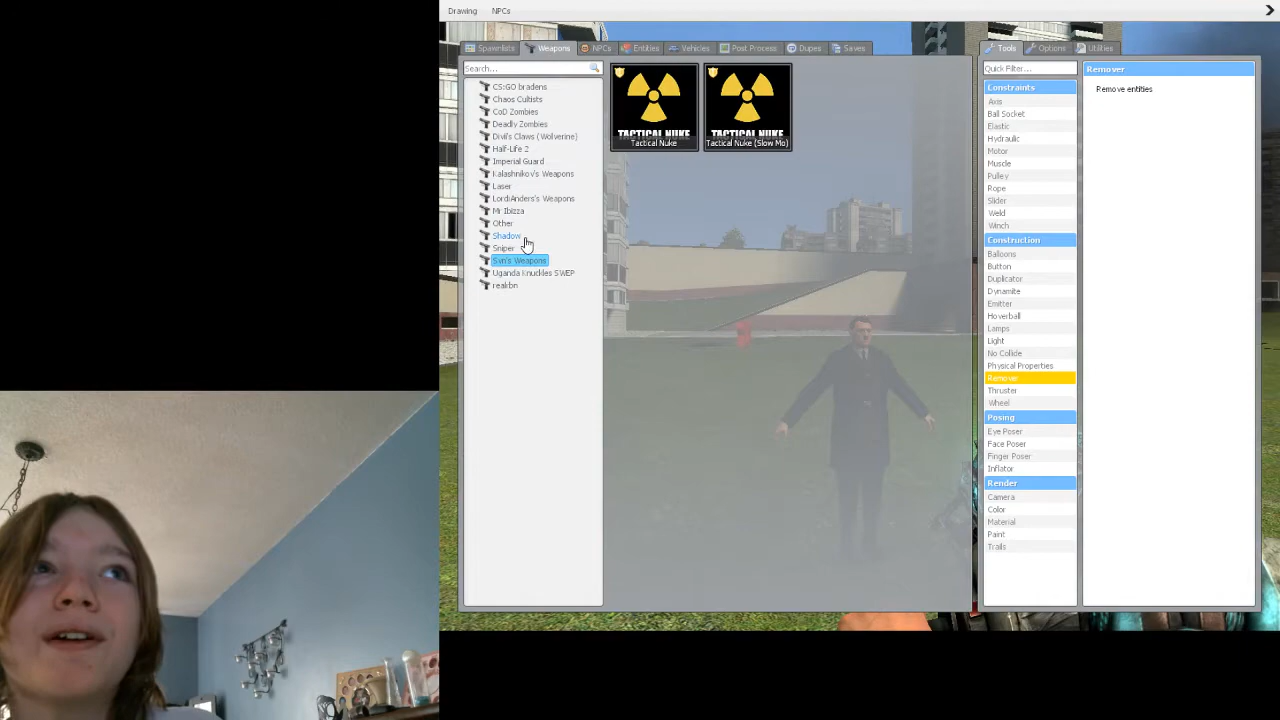 Drawing NPCs
Spawnlists Weapons NPCs Entities Vehicles Post Process Dupes Saves
Search...
CS:GO bradens
Chaos Cultists
CoD Zombies
Deadly Zombies
Divil's Claws (Wolverine)
Half-Life 2
Imperial Guard
Kalashnikov's Weapons
Laser
LordiAnders's Weapons
Mr Ibizza
Other
Shadow
Sniper
Svn's Weapons
Uganda Knuckles SWEP
reakbn
TACTICAL NUKE
Tactical Nuke
TACTICAL NUKE
Tactical Nuke (Slow Mo)
Tools Options Utilities
Quick Filter...
Constraints
Axis
Ball Socket
Elastic
Hydraulic
Motor
Muscle
Pulley
Rope
Slider
Weld
Winch
Construction
Balloons
Button
Duplicator
Dynamite
Emitter
Hoverball
Lamps
Light
No Collide
Physical Properties
Remover
Thruster
Wheel
Posing
Eye Poser
Face Poser
Finger Poser
Inflator
Render
Camera
Color
Material
Paint
Trails
Remover
Remove entities